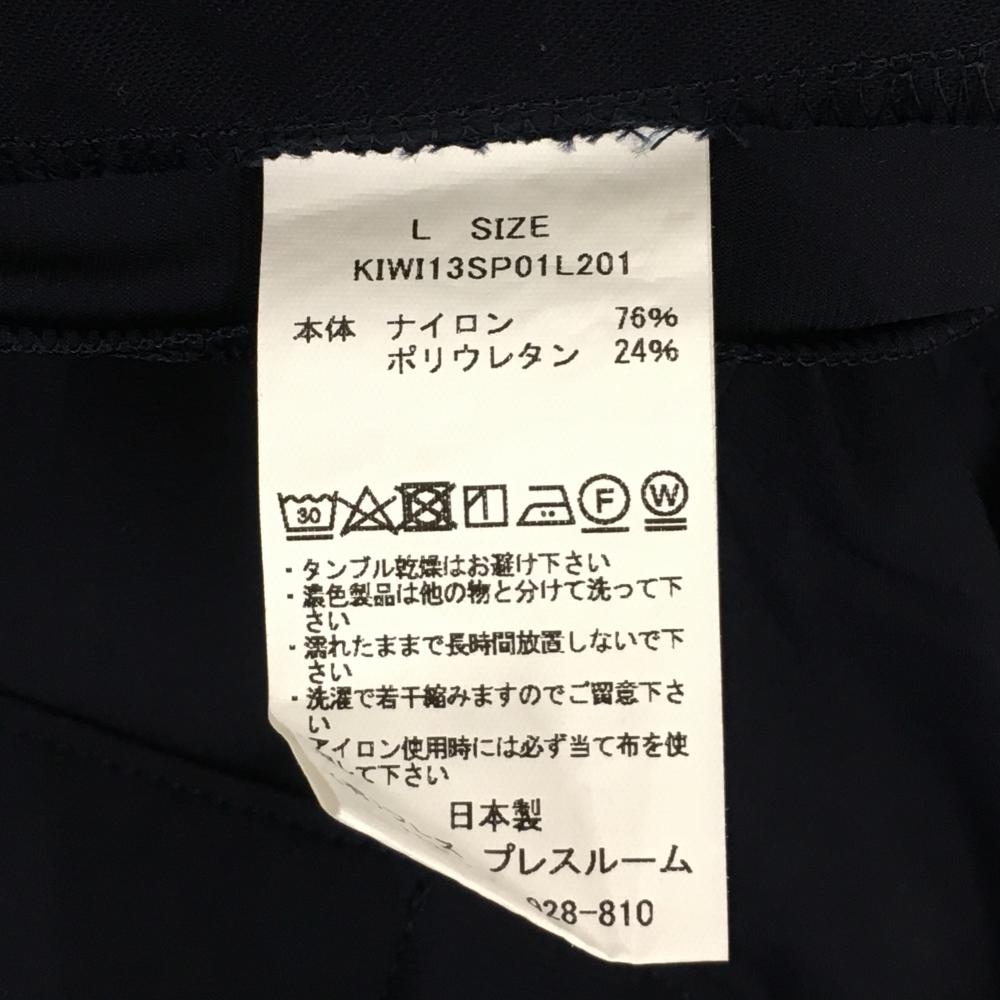 L SIZE
KIWI13SP01L201
本体 ナイロン 76%
ポリウレタン 24%
30 F W
・タンブル乾燥はお避け下さい
・濃色製品は他の物と分けて洗って下
さい
・濡れたままで長時間放置しないで下
さい
・洗濯で若干縮みますのでご留意下さ
い
アイロン使用時には必ず当て布を使
して下さい
日本製
プレスルーム
28-810